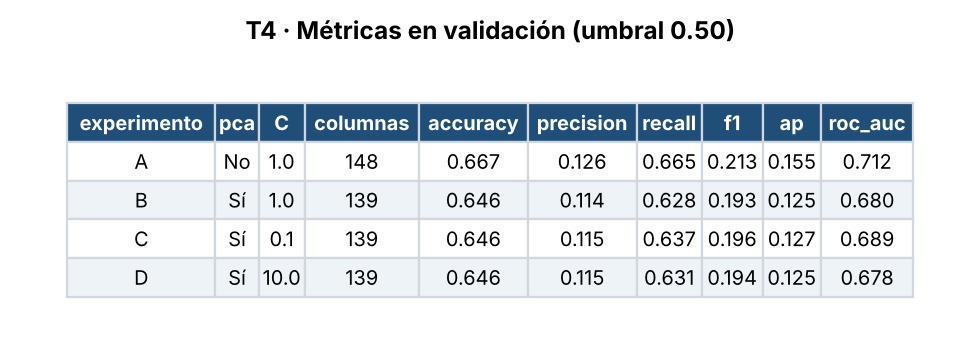 T4 · Métricas en validación (umbral 0.50)
experimento pca C columnas accuracy precision recall f1 ap roc_auc
A No 1.0 148 0.667 0.126 0.665 0.213 0.155 0.712
B Sí 1.0 139 0.646 0.114 0.628 0.193 0.125 0.680
C Sí 0.1 139 0.646 0.115 0.637 0.196 0.127 0.689
D Sí 10.0 139 0.646 0.115 0.631 0.194 0.125 0.678